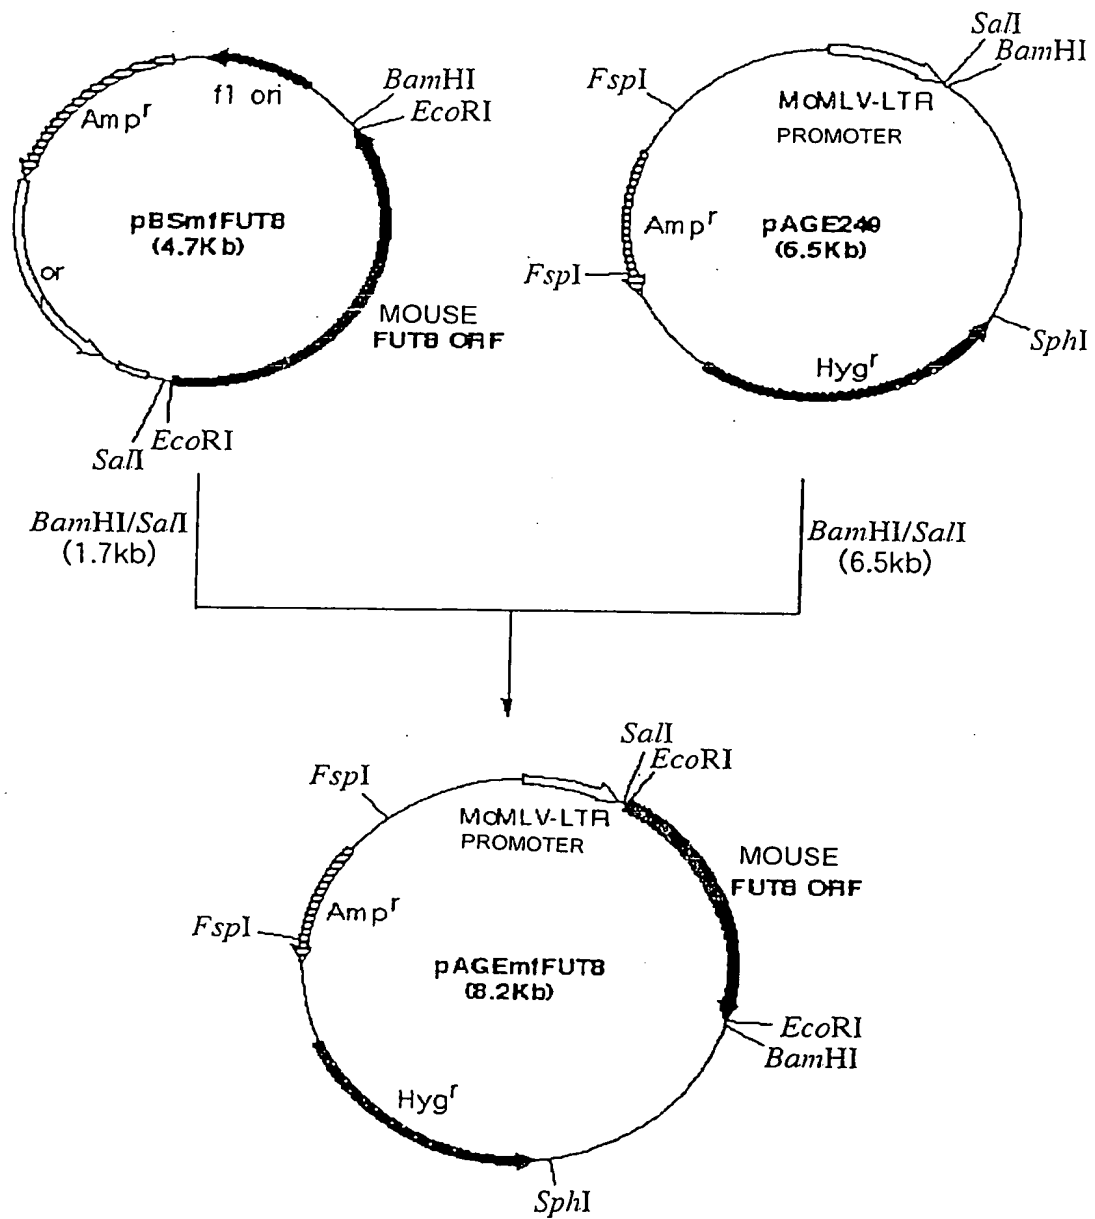 f1 ori
BamHI
EcoRI
Amp^r
pBSmfFUT8
(4.7Kb)
or
MOUSE
FUT8 ORF
EcoRI
SalI
SalI
BamHI
FspI
MoMLV-LTR
PROMOTER
Amp^r
(6.5Kb)
FspI
SphI
Hyg^r
BamHI/SalI
(1.7kb)
BamHI/SalI
(6.5kb)
SalI
EcoRI
FspI
MoMLV-LTR
PROMOTER
MOUSE
FUT8 ORF
Amp^r
FspI
pAGEmfFUT8
(8.2Kb)
EcoRI
BamHI
Hyg^r
SphI